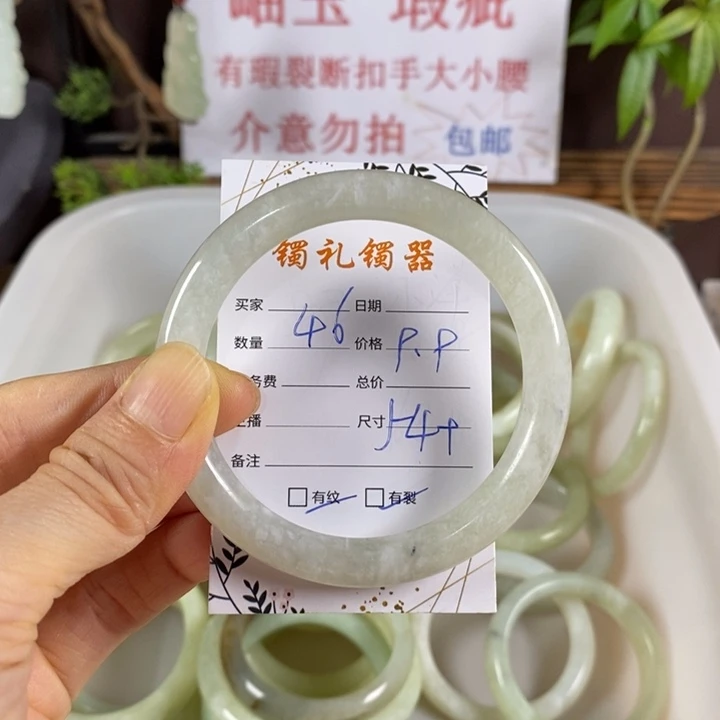 岫玉 瑕疵
有瑕裂断扣手大小腰
介意勿拍 包邮
镯礼镯器
买家 日期
数量 46 价格 P.P
务费 总价
主播 尺寸 54+
备注
有纹 有裂